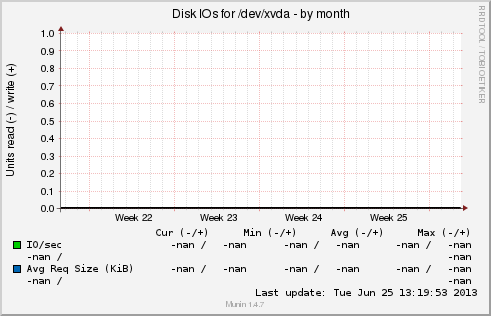 Disk IOs for /dev/xvda - by month
RRDTOOL / TOBI OETIKER
Units read (-) / write (+)
1.0
0.9
0.8
0.7
0.6
0.5
0.4
0.3
0.2
0.1
0.0
Week 22 Week 23 Week 24 Week 25
Cur (-/+) Min (-/+) Avg (-/+) Max (-/+)
IO/sec -nan / -nan -nan / -nan -nan / -nan
-nan / -nan
Avg Req Size (KiB) -nan / -nan -nan / -nan -nan / -nan
-nan / -nan
Last update: Tue Jun 25 13:19:53 2013
Munin 1.4.7